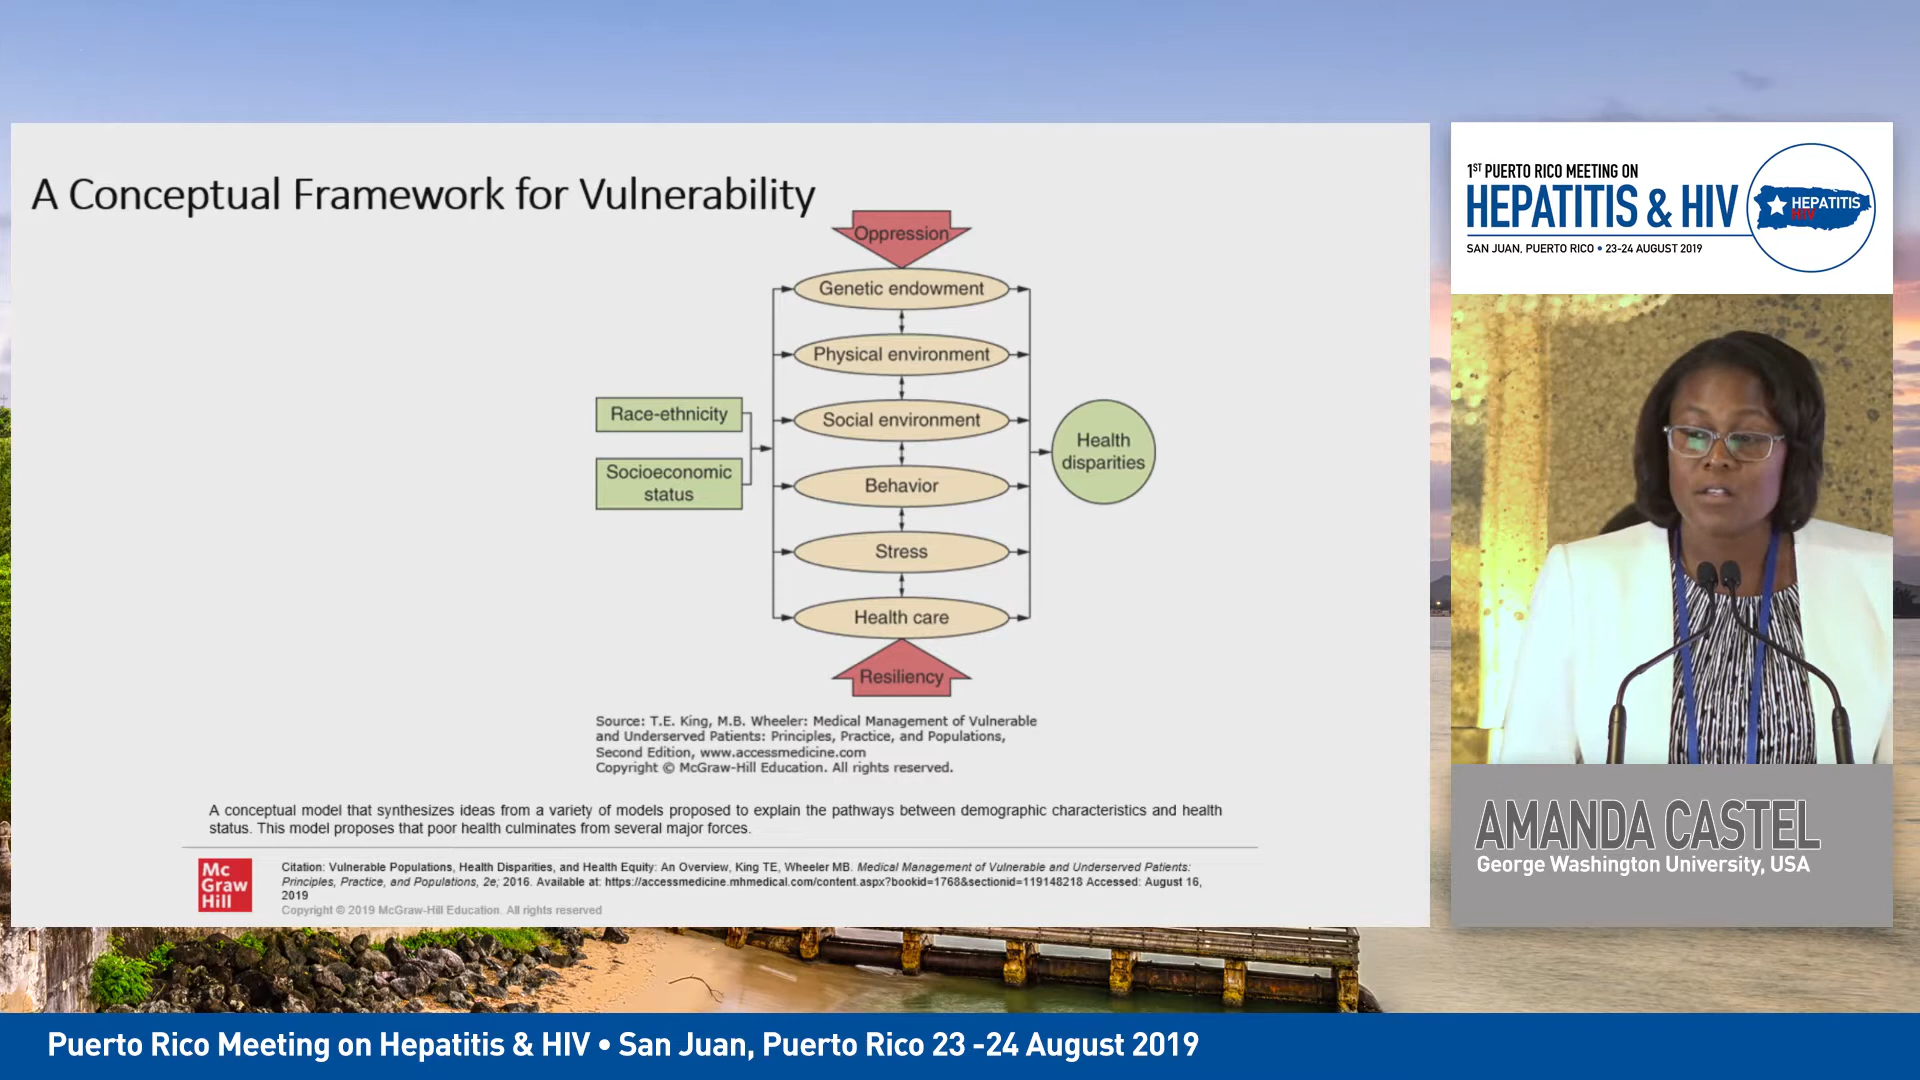 A Conceptual Framework for Vulnerability
Oppression
Genetic endowment
Physical environment
Race-ethnicity
Social environment
Health
disparities
Socioeconomic
status
Behavior
Stress
Health care
Resiliency
Source: T.E. King, M.B. Wheeler: Medical Management of Vulnerable
and Underserved Patients: Principles, Practice, and Populations,
Second Edition, www.accessmedicine.com
Copyright © McGraw-Hill Education. All rights reserved.
A conceptual model that synthesizes ideas from a variety of models proposed to explain the pathways between demographic characteristics and health
status. This model proposes that poor health culminates from several major forces.
Mc
Graw
Hill
Citation: Vulnerable Populations, Health Disparities, and Health Equity: An Overview, King TE, Wheeler MB. Medical Management of Vulnerable and Underserved Patients:
Principles, Practice, and Populations, 2e; 2016. Available at: https://accessmedicine.mhmedical.com/content.aspx?bookid=1768&sectionid=119148218 Accessed: August 16,
2019
Copyright © 2019 McGraw-Hill Education. All rights reserved
1ST PUERTO RICO MEETING ON
HEPATITIS & HIV
SAN JUAN, PUERTO RICO • 23-24 AUGUST 2019
HEPATITIS
HIV
AMANDA CASTEL
George Washington University, USA
Puerto Rico Meeting on Hepatitis & HIV • San Juan, Puerto Rico 23 -24 August 2019